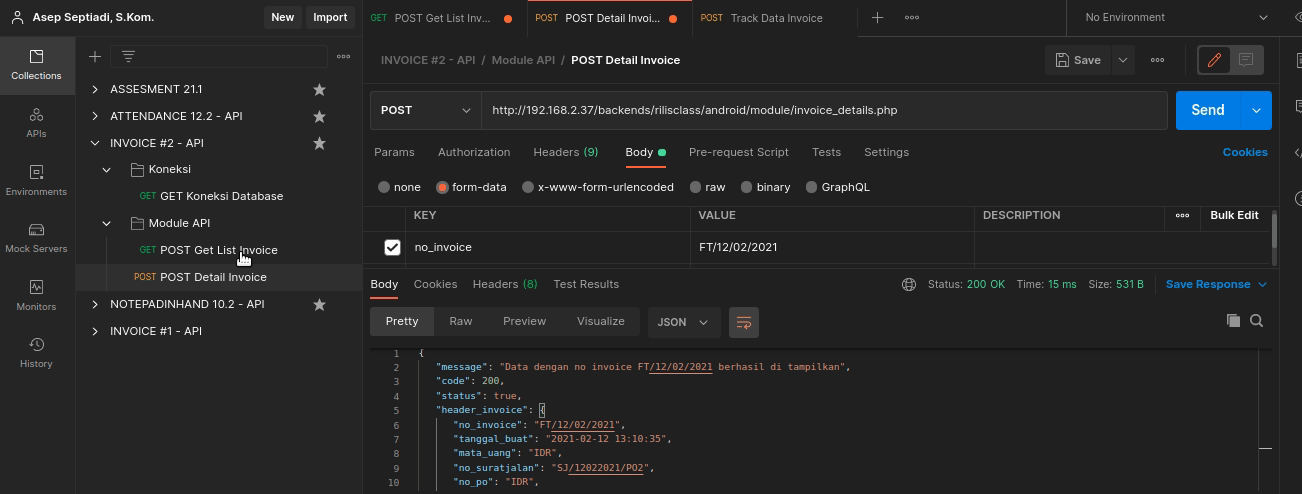 Asep Septiadi, S.Kom.
New
Import
GET POST Get List Inv...
POST POST Detail Invoi...
POST Track Data Invoice
No Environment
Collections
APIs
Environments
Mock Servers
Monitors
History
ASSESMENT 21.1
ATTENDANCE 12.2 - API
INVOICE #2 - API
Koneksi
GET GET Koneksi Database
Module API
GET POST Get List Invoice
POST POST Detail Invoice
NOTEPADINHAND 10.2 - API
INVOICE #1 - API
INVOICE #2 - API / Module API / POST Detail Invoice
Save
POST
http://192.168.2.37/backends/rilisclass/android/module/invoice_details.php
Send
Params Authorization Headers (9) Body Pre-request Script Tests Settings
Cookies
none form-data x-www-form-urlencoded raw binary GraphQL
KEY VALUE DESCRIPTION Bulk Edit
no_invoice FT/12/02/2021
Body Cookies Headers (8) Test Results
Status: 200 OK Time: 15 ms Size: 531 B Save Response
Pretty Raw Preview Visualize JSON
1 {
2 "message": "Data dengan no invoice FT/12/02/2021 berhasil di tampilkan",
3 "code": 200,
4 "status": true,
5 "header_invoice": {
6 "no_invoice": "FT/12/02/2021",
7 "tanggal_buat": "2021-02-12 13:10:35",
8 "mata_uang": "IDR",
9 "no_suratjalan": "SJ/12022021/PO2",
10 "no_po": "IDR",